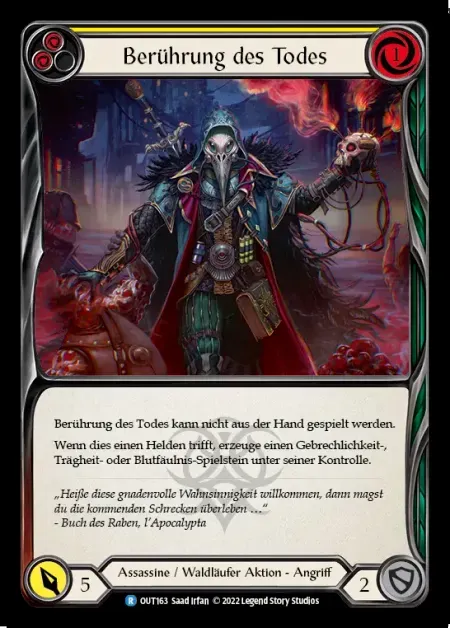 Berührung des Todes
1
Berührung des Todes kann nicht aus der Hand gespielt werden.
Wenn dies einen Helden trifft, erzeuge einen Gebrechlichkeit-,
Trägheit- oder Blutfäulnis-Spielstein unter seiner Kontrolle.
„Heiße diese gnadenvolle Wahnsinnigkeit willkommen, dann magst
du die kommenden Schrecken überleben ...“
- Buch des Raben, l'Apocalypta
5
Assassine / Waldläufer Aktion - Angriff
2
R OUT163 Saad Irfan © 2022 Legend Story Studios